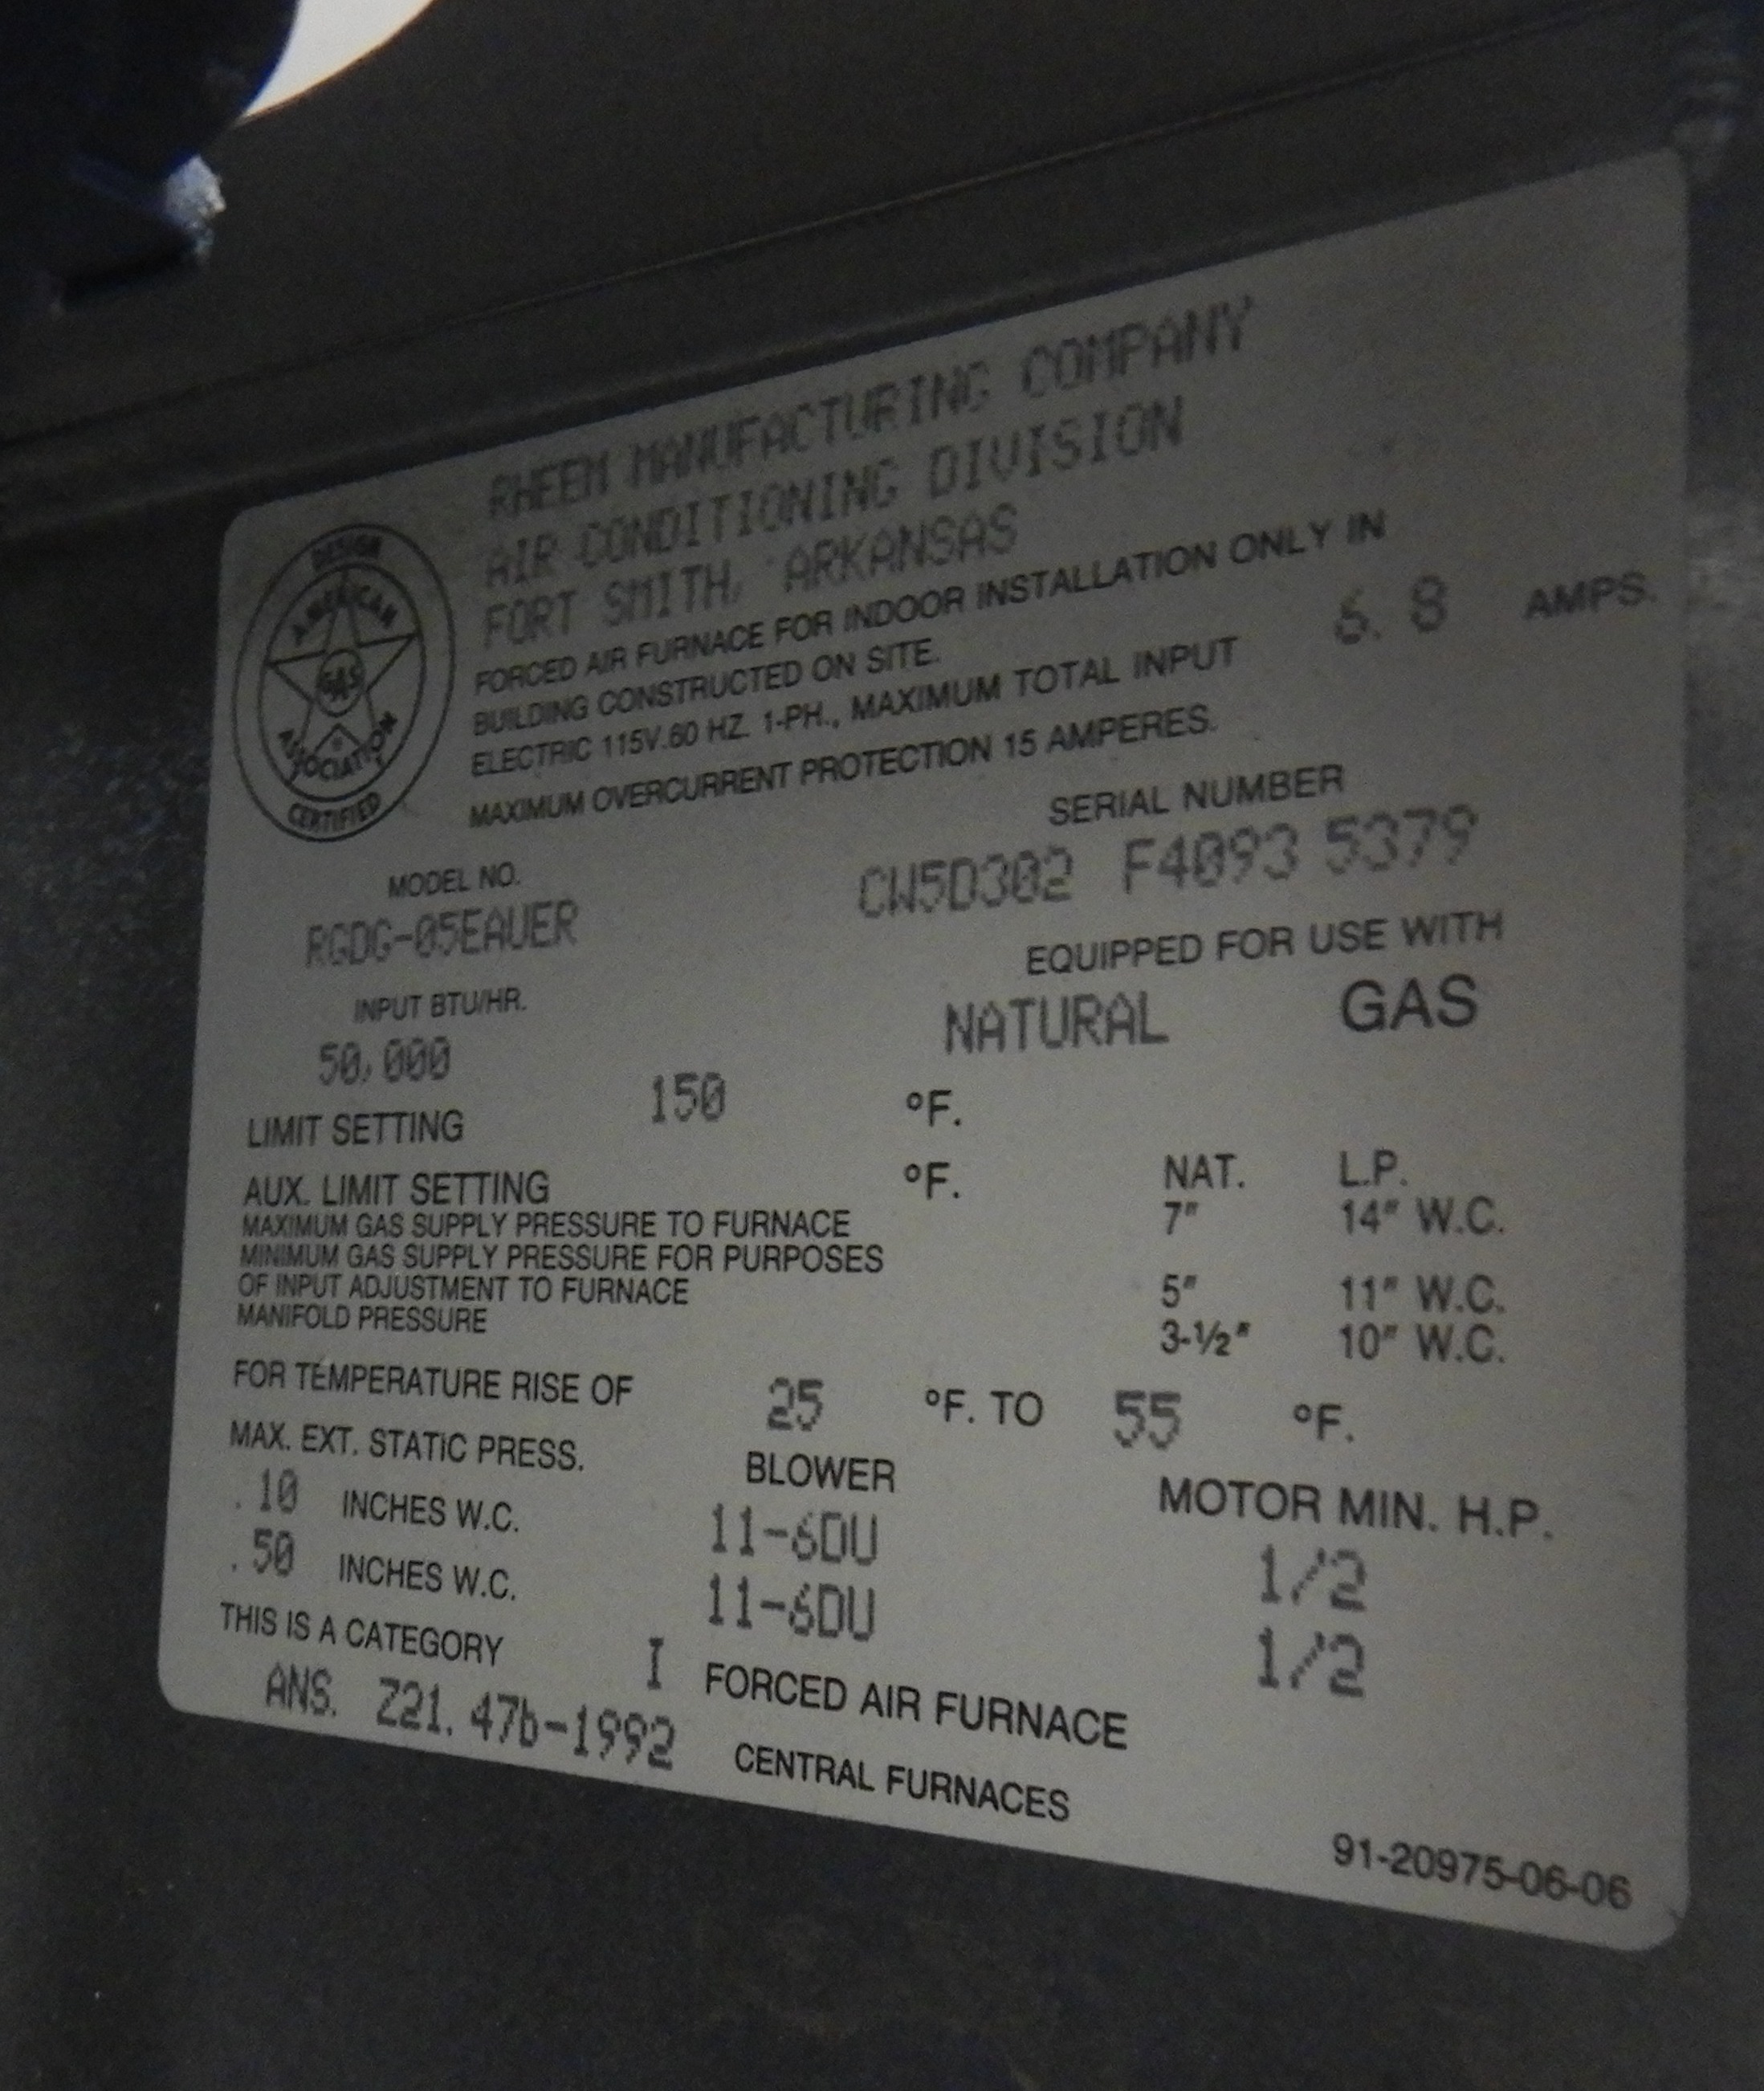 RHEEM MANUFACTURING COMPANY
AIR CONDITIONING DIVISION
FORT SMITH, ARKANSAS
DESIGN
AMERICAN
GAS
ASSOCIATION
CERTIFIED
FORCED AIR FURNACE FOR INDOOR INSTALLATION ONLY IN
BUILDING CONSTRUCTED ON SITE.
ELECTRIC 115V.60 HZ. 1-PH., MAXIMUM TOTAL INPUT 6.8 AMPS.
MAXIMUM OVERCURRENT PROTECTION 15 AMPERES.
MODEL NO. SERIAL NUMBER
RGDG-05EAUER CW5D302 F4093 5379
INPUT BTU/HR. EQUIPPED FOR USE WITH
50,000 NATURAL GAS
LIMIT SETTING 150 °F.
AUX. LIMIT SETTING °F. NAT. L.P.
MAXIMUM GAS SUPPLY PRESSURE TO FURNACE 7" 14" W.C.
MINIMUM GAS SUPPLY PRESSURE FOR PURPOSES
OF INPUT ADJUSTMENT TO FURNACE 5" 11" W.C.
MANIFOLD PRESSURE 3-½" 10" W.C.
FOR TEMPERATURE RISE OF 25 °F. TO 55 °F.
MAX. EXT. STATIC PRESS. BLOWER MOTOR MIN. H.P.
.10 INCHES W.C. 11-6DU 1/2
.50 INCHES W.C. 11-6DU 1/2
THIS IS A CATEGORY I FORCED AIR FURNACE
ANS. Z21.47b-1992 CENTRAL FURNACES
91-20975-06-06